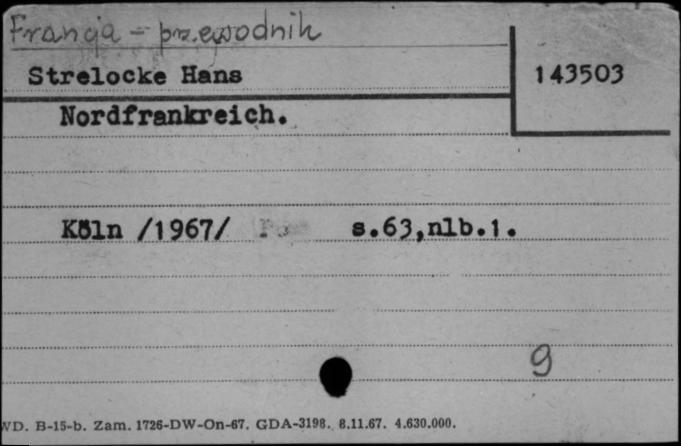 Francja - przewodnik
Strelocke Hans
143503
Nordfrankreich.
Köln /1967/ s.63,nlb.1.
9
WD. B-15-b. Zam. 1726-DW-On-67. GDA-3198. 8.11.67. 4.630.000.